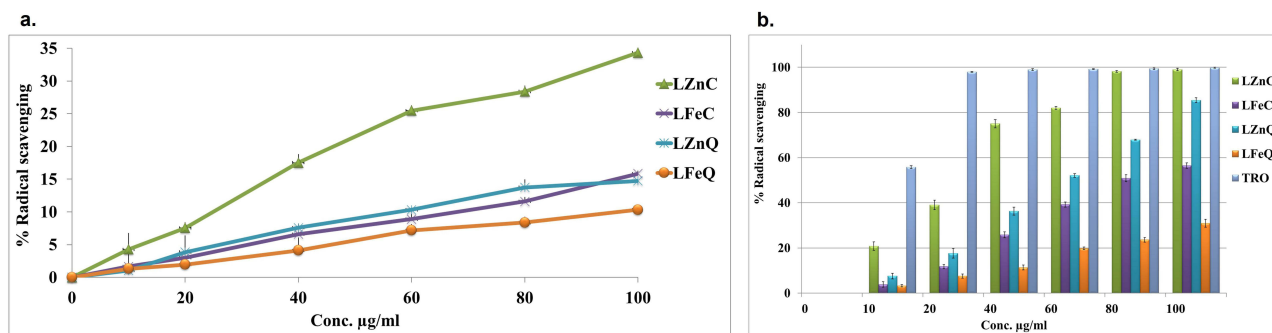 a.
35
30
25
20
15
10
5
0
% Radical scavenging
0 20 40 60 80 100
Conc. µg/ml
LZnC
LFeC
LZnQ
LFeQ
b.
100
80
60
40
20
0
% Radical scavenging
0 10 20 40 60 80 100
Conc. µg/ml
LZnC
LFeC
LZnQ
LFeQ
TRO